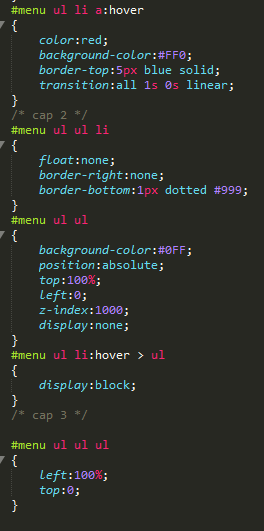 #menu ul li a:hover
{
color:red;
background-color:#FF0;
border-top:5px blue solid;
transition:all 1s 0s linear;
}
/* cap 2 */
#menu ul ul li
{
float:none;
border-right:none;
border-bottom:1px dotted #999;
}
#menu ul ul
{
background-color:#0FF;
position:absolute;
top:100%;
left:0;
z-index:1000;
display:none;
}
#menu ul li:hover > ul
{
display:block;
}
/* cap 3 */
#menu ul ul ul
{
left:100%;
top:0;
}